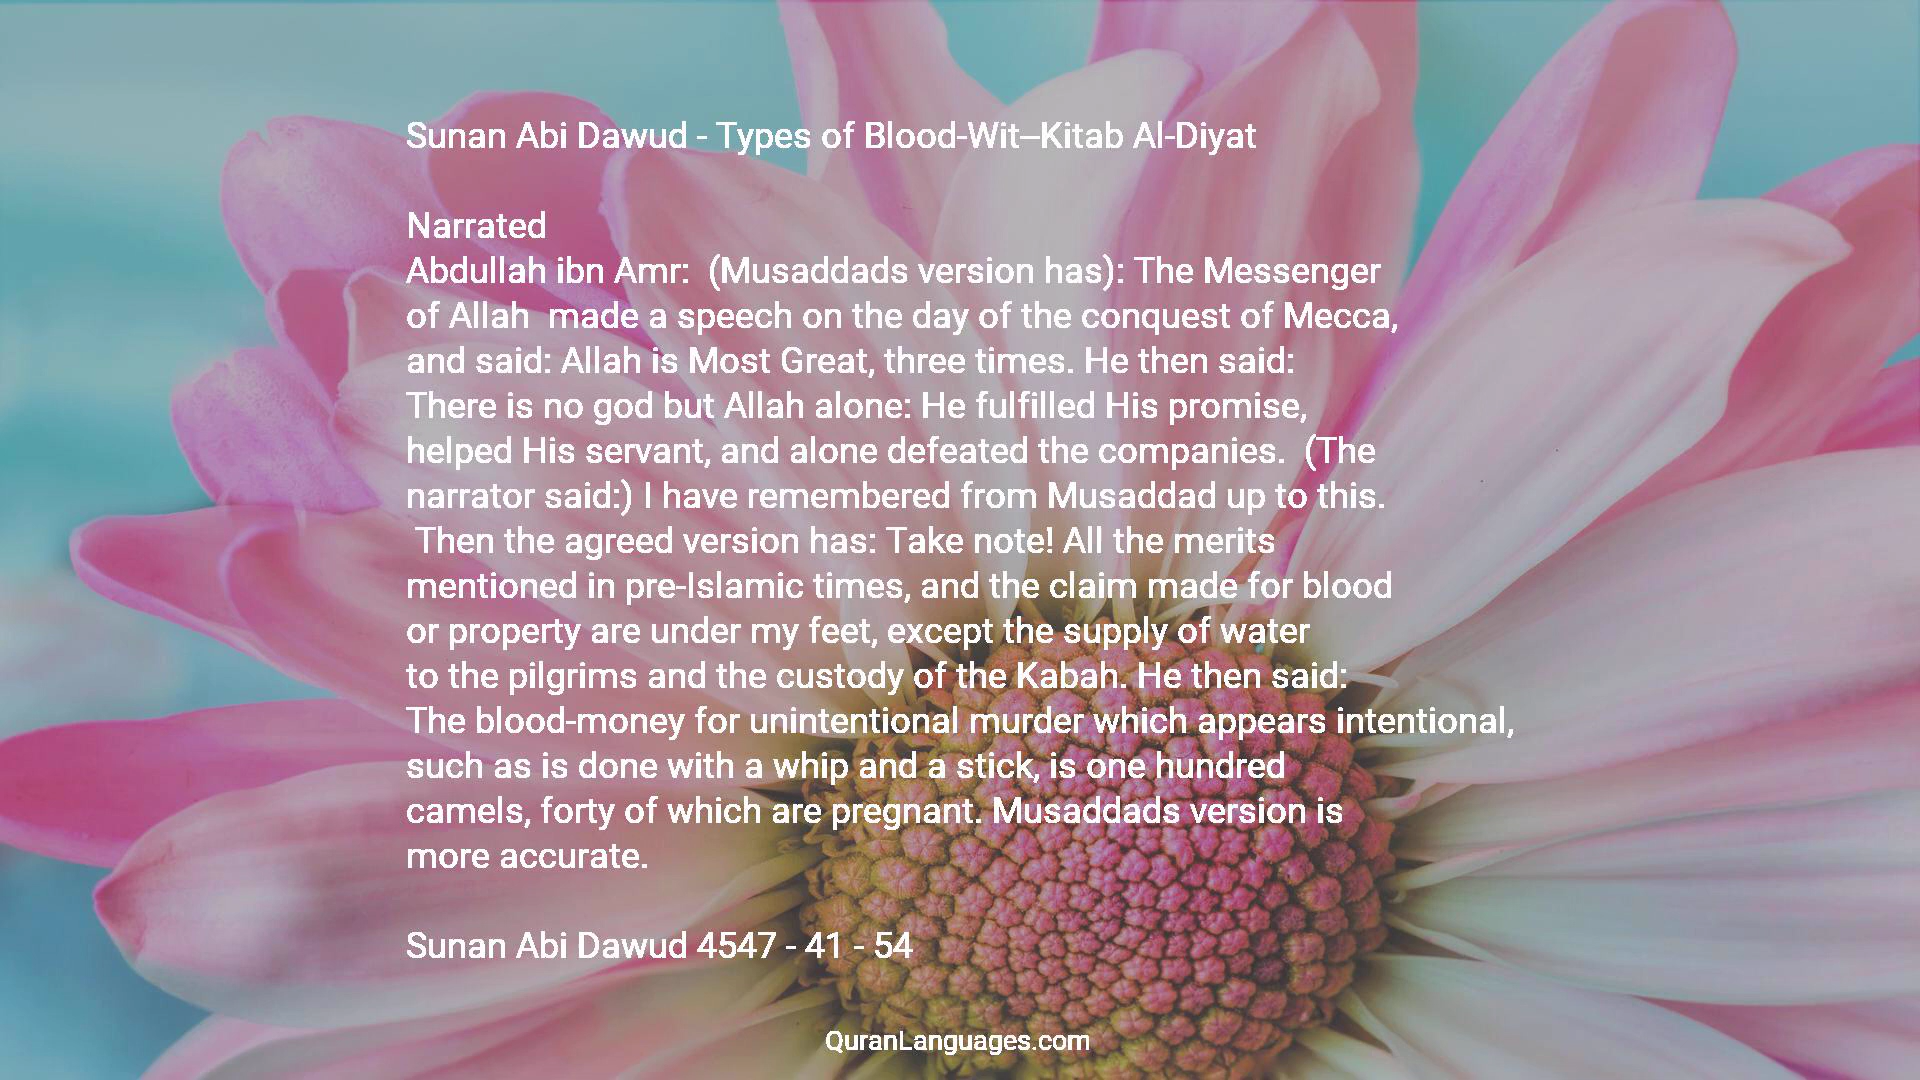 Sunan Abi Dawud - Types of Blood-Wit--Kitab Al-Diyat
Narrated
Abdullah ibn Amr:  (Musaddads version has): The Messenger
of Allah  made a speech on the day of the conquest of Mecca,
and said: Allah is Most Great, three times. He then said:
There is no god but Allah alone: He fulfilled His promise,
helped His servant, and alone defeated the companies.  (The
narrator said:) I have remembered from Musaddad up to this.
Then the agreed version has: Take note! All the merits
mentioned in pre-Islamic times, and the claim made for blood
or property are under my feet, except the supply of water
to the pilgrims and the custody of the Kabah. He then said:
The blood-money for unintentional murder which appears intentional,
such as is done with a whip and a stick, is one hundred
camels, forty of which are pregnant. Musaddads version is
more accurate.
Sunan Abi Dawud 4547 - 41 - 54
QuranLanguages.com